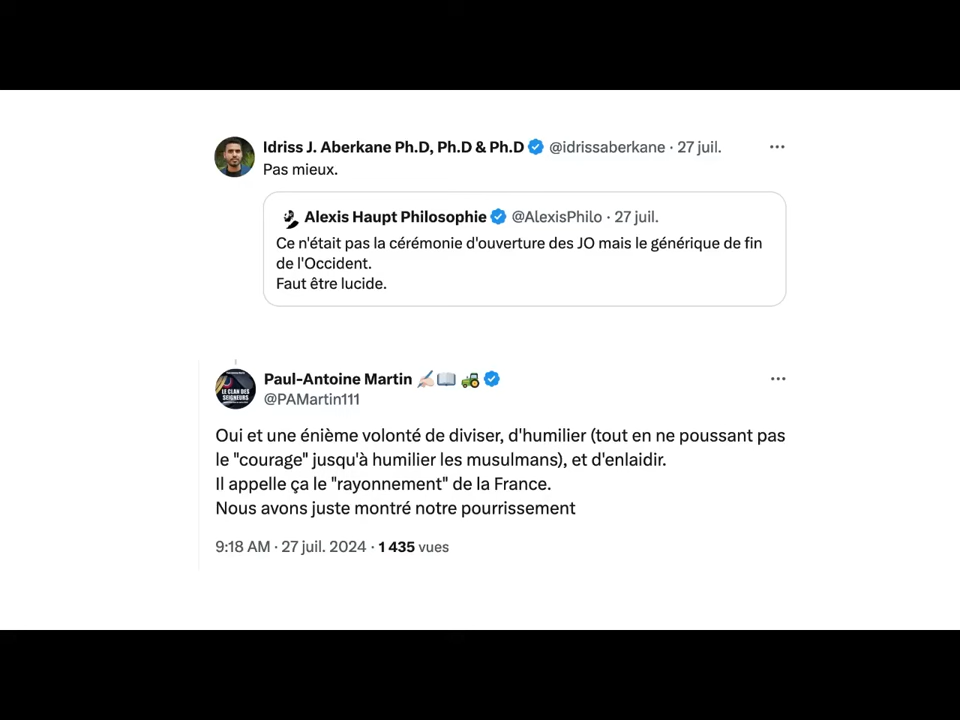 Idriss J. Aberkane Ph.D, Ph.D & Ph.D @idrissaberkane · 27 juil.
Pas mieux.
Alexis Haupt Philosophie @AlexisPhilo · 27 juil.
Ce n'était pas la cérémonie d'ouverture des JO mais le générique de fin
de l'Occident.
Faut être lucide.
Paul-Antoine Martin ✍🏻📖 🚜
@PAMartin111
LE CLAN DES
SEIGNEURS
Oui et une énième volonté de diviser, d'humilier (tout en ne poussant pas
le "courage" jusqu'à humilier les musulmans), et d'enlaidir.
Il appelle ça le "rayonnement" de la France.
Nous avons juste montré notre pourrissement
9:18 AM · 27 juil. 2024 · 1 435 vues